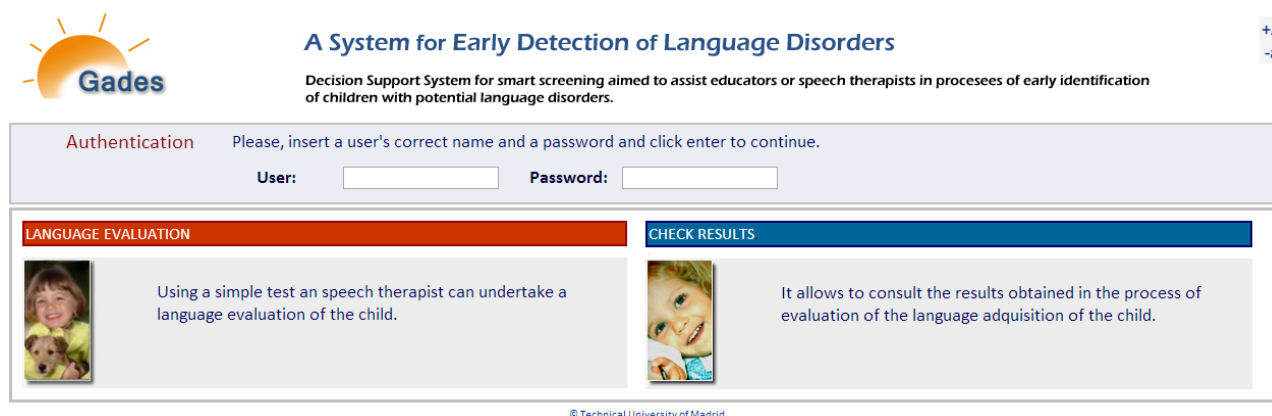 Gades
A System for Early Detection of Language Disorders
Decision Support System for smart screening aimed to assist educators or speech therapists in procesees of early identification
of children with potential language disorders.
Authentication
Please, insert a user's correct name and a password and click enter to continue.
User:
Password:
LANGUAGE EVALUATION
Using a simple test an speech therapist can undertake a
language evaluation of the child.
CHECK RESULTS
It allows to consult the results obtained in the process of
evaluation of the language adquisition of the child.
© Technical University of Madrid